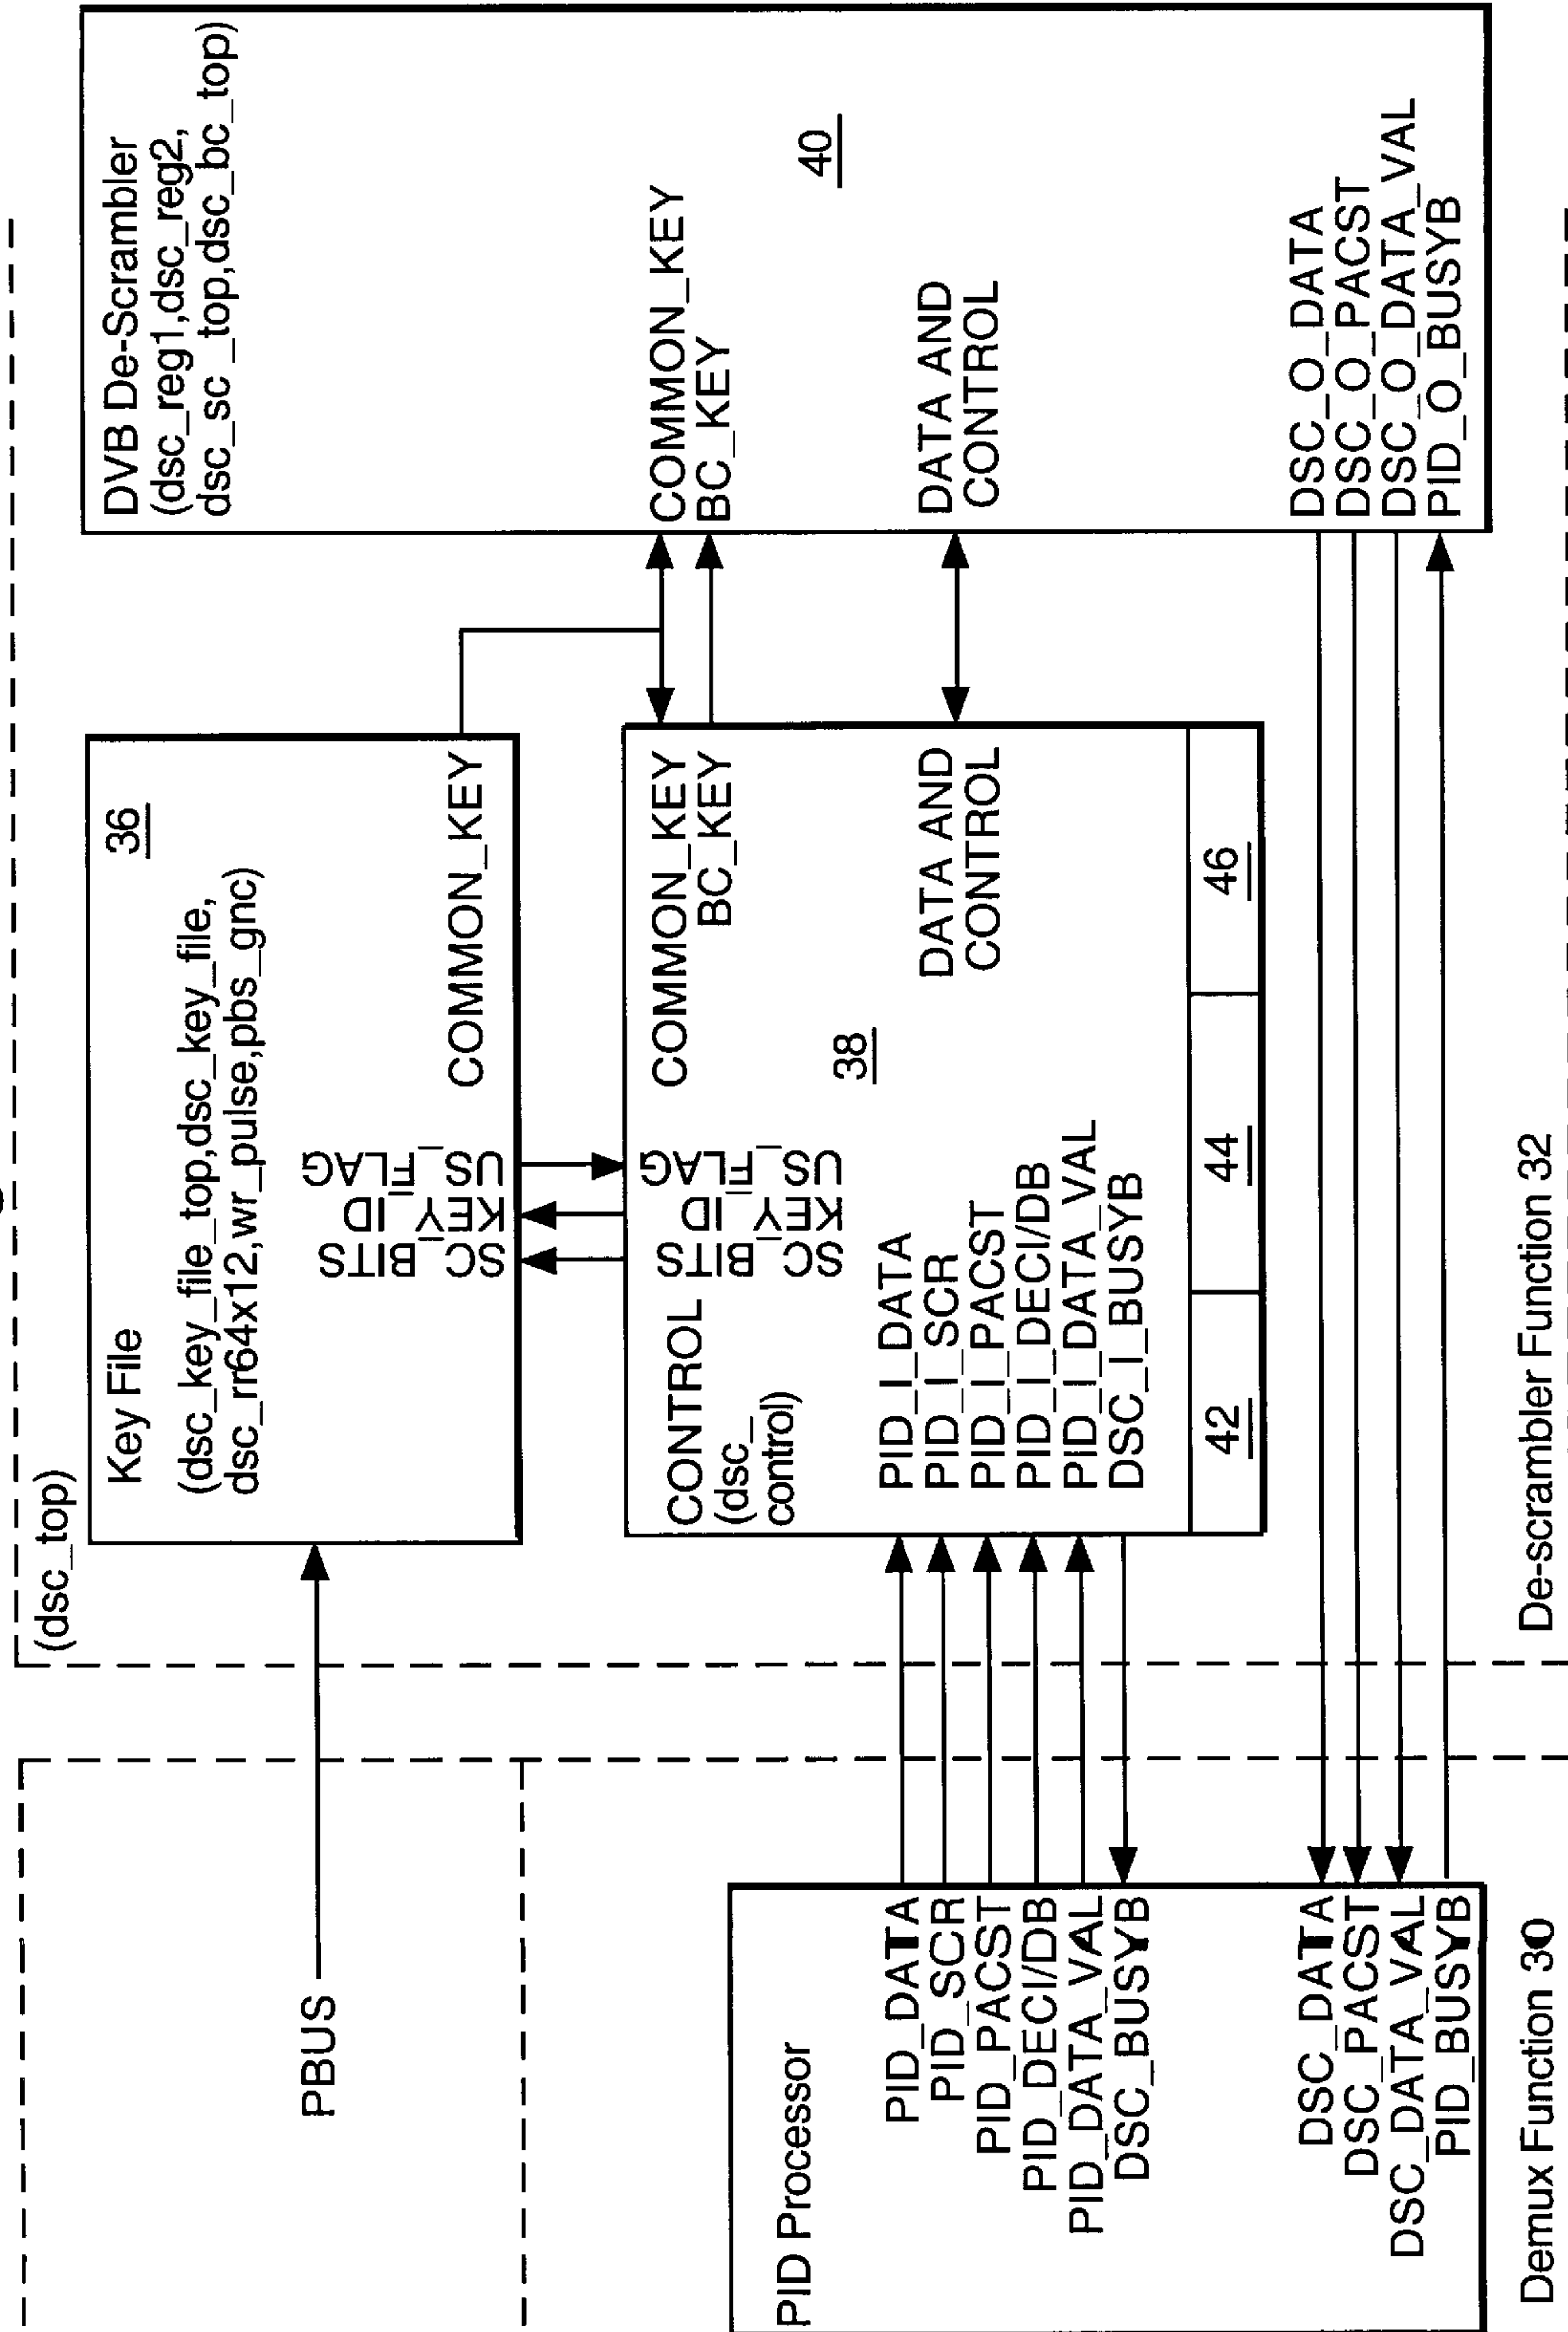 (dsc_top)
PBUS
Key File
36
(dsc_key_file_top,dsc_key_file,
dsc_rr64x12,wr_pulse,pbs_gnc)
SC_BITS
KEY_ID
US_FLAG
COMMON_KEY
CONTROL
(dsc_
control)
SC_BITS
KEY_ID
US_FLAG
COMMON_KEY
BC_KEY
38
DATA AND
CONTROL
PID_I_DATA
PID_I_SCR
PID_I_PACST
PID_I_DECI/DB
PID_I_DATA_VAL
DSC_I_BUSYB
42
44
46
DVB De-Scrambler
(dsc_reg1,dsc_reg2,
dsc_sc_top,dsc_bc_top)
COMMON_KEY
BC_KEY
40
DATA AND
CONTROL
DSC_O_DATA
DSC_O_PACST
DSC_O_DATA_VAL
PID_O_BUSYB
PID Processor
PID_DATA
PID_SCR
PID_PACST
PID_DECI/DB
PID_DATA_VAL
DSC_BUSYB
DSC_DATA
DSC_PACST
DSC_DATA_VAL
PID_BUSYB
Demux Function 30
De-scrambler Function 32